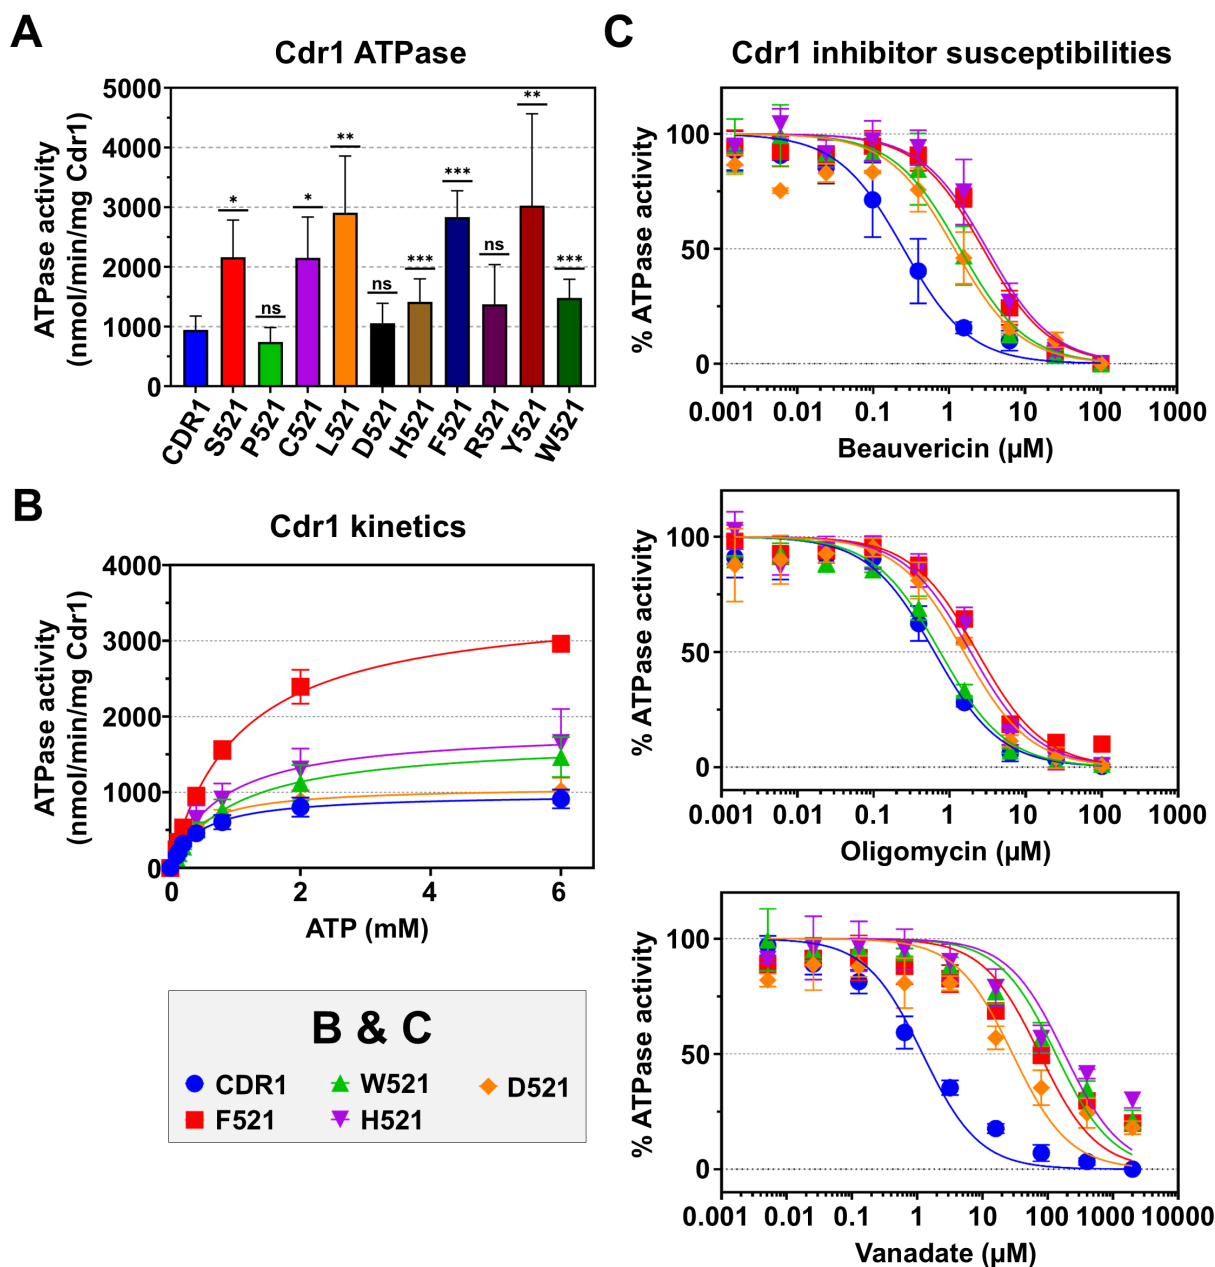 A
Cdr1 ATPase
ATPase activity
(nmol/min/mg Cdr1)
5000
4000
3000
2000
1000
0
*
ns
*
**
ns
***
***
ns
**
***
CDR1
S521
P521
C521
L521
D521
H521
F521
R521
Y521
W521
B
Cdr1 kinetics
ATPase activity
(nmol/min/mg Cdr1)
4000
3000
2000
1000
0
0 2 4 6
ATP (mM)
B & C
CDR1 W521 D521
F521 H521
C
Cdr1 inhibitor susceptibilities
% ATPase activity
100
50
0
0.001 0.01 0.1 1 10 100 1000
Beauvericin (µM)
% ATPase activity
100
50
0
0.001 0.01 0.1 1 10 100 1000
Oligomycin (µM)
% ATPase activity
100
50
0
0.001 0.01 0.1 1 10 100 1000 10000
Vanadate (µM)